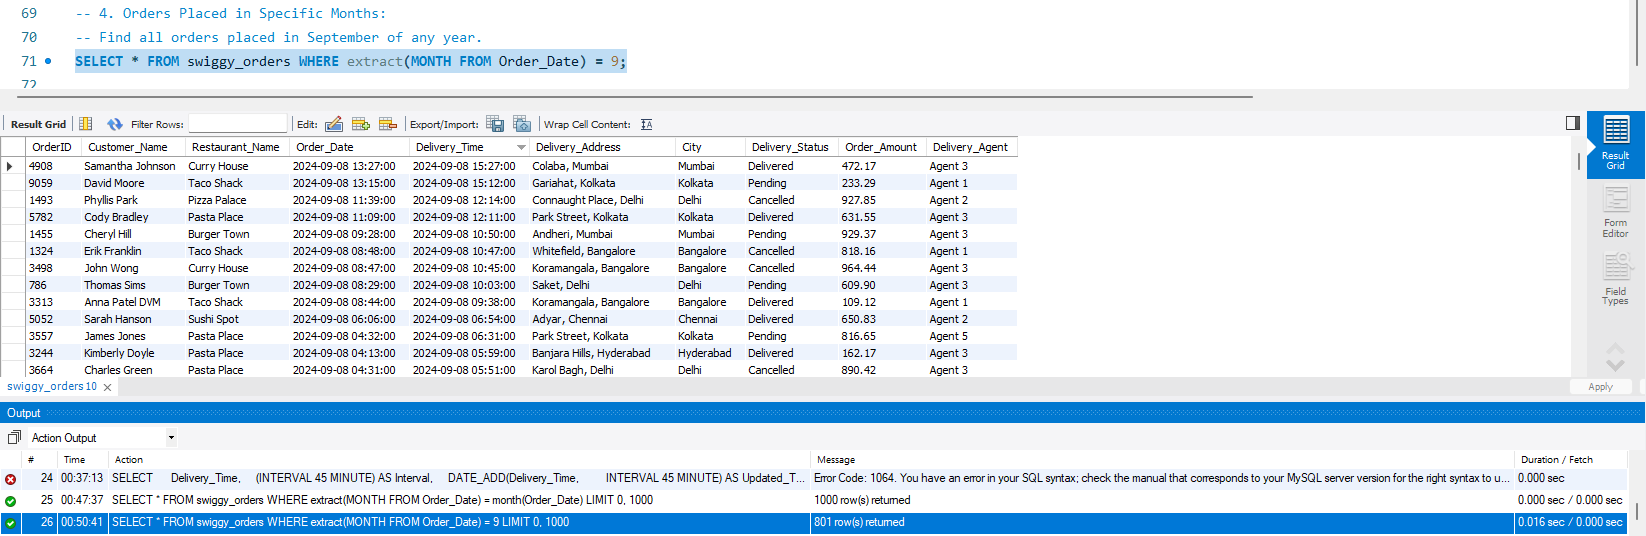 69 -- 4. Orders Placed in Specific Months:
70 -- Find all orders placed in September of any year.
71 SELECT * FROM swiggy_orders WHERE extract(MONTH FROM Order_Date) = 9;
72
Result Grid Filter Rows: Edit: Export/Import: Wrap Cell Content: IA
OrderID Customer_Name Restaurant_Name Order_Date Delivery_Time Delivery_Address City Delivery_Status Order_Amount Delivery_Agent
4908 Samantha Johnson Curry House 2024-09-08 13:27:00 2024-09-08 15:27:00 Colaba, Mumbai Mumbai Delivered 472.17 Agent 3
9059 David Moore Taco Shack 2024-09-08 13:15:00 2024-09-08 15:12:00 Gariahat, Kolkata Kolkata Pending 233.29 Agent 1
1493 Phyllis Park Pizza Palace 2024-09-08 11:39:00 2024-09-08 12:14:00 Connaught Place, Delhi Delhi Cancelled 927.85 Agent 2
5782 Cody Bradley Pasta Place 2024-09-08 11:09:00 2024-09-08 12:11:00 Park Street, Kolkata Kolkata Delivered 631.55 Agent 3
1455 Cheryl Hill Burger Town 2024-09-08 09:28:00 2024-09-08 10:50:00 Andheri, Mumbai Mumbai Pending 929.37 Agent 3
1324 Erik Franklin Taco Shack 2024-09-08 08:48:00 2024-09-08 10:47:00 Whitefield, Bangalore Bangalore Cancelled 818.16 Agent 1
3498 John Wong Curry House 2024-09-08 08:47:00 2024-09-08 10:45:00 Koramangala, Bangalore Bangalore Cancelled 964.44 Agent 3
786 Thomas Sims Burger Town 2024-09-08 08:29:00 2024-09-08 10:03:00 Saket, Delhi Delhi Pending 609.90 Agent 3
3313 Anna Patel DVM Taco Shack 2024-09-08 08:44:00 2024-09-08 09:38:00 Koramangala, Bangalore Bangalore Delivered 109.12 Agent 1
5052 Sarah Hanson Sushi Spot 2024-09-08 06:06:00 2024-09-08 06:54:00 Adyar, Chennai Chennai Delivered 650.83 Agent 2
3557 James Jones Pasta Place 2024-09-08 04:32:00 2024-09-08 06:31:00 Park Street, Kolkata Kolkata Pending 816.65 Agent 5
3244 Kimberly Doyle Pasta Place 2024-09-08 04:13:00 2024-09-08 05:59:00 Banjara Hills, Hyderabad Hyderabad Delivered 162.17 Agent 3
3664 Charles Green Pasta Place 2024-09-08 04:31:00 2024-09-08 05:51:00 Karol Bagh, Delhi Delhi Cancelled 890.42 Agent 3
Result Grid
Form Editor
Field Types
swiggy_orders 10 Apply
Output
Action Output
# Time Action Message Duration / Fetch
24 00:37:13 SELECT Delivery_Time, (INTERVAL 45 MINUTE) AS Interval, DATE_ADD(Delivery_Time, INTERVAL 45 MINUTE) AS Updated_T... Error Code: 1064. You have an error in your SQL syntax; check the manual that corresponds to your MySQL server version for the right syntax to u... 0.000 sec
25 00:47:37 SELECT * FROM swiggy_orders WHERE extract(MONTH FROM Order_Date) = month(Order_Date) LIMIT 0, 1000 1000 row(s) returned 0.000 sec / 0.000 sec
26 00:50:41 SELECT * FROM swiggy_orders WHERE extract(MONTH FROM Order_Date) = 9 LIMIT 0, 1000 801 row(s) returned 0.016 sec / 0.000 sec